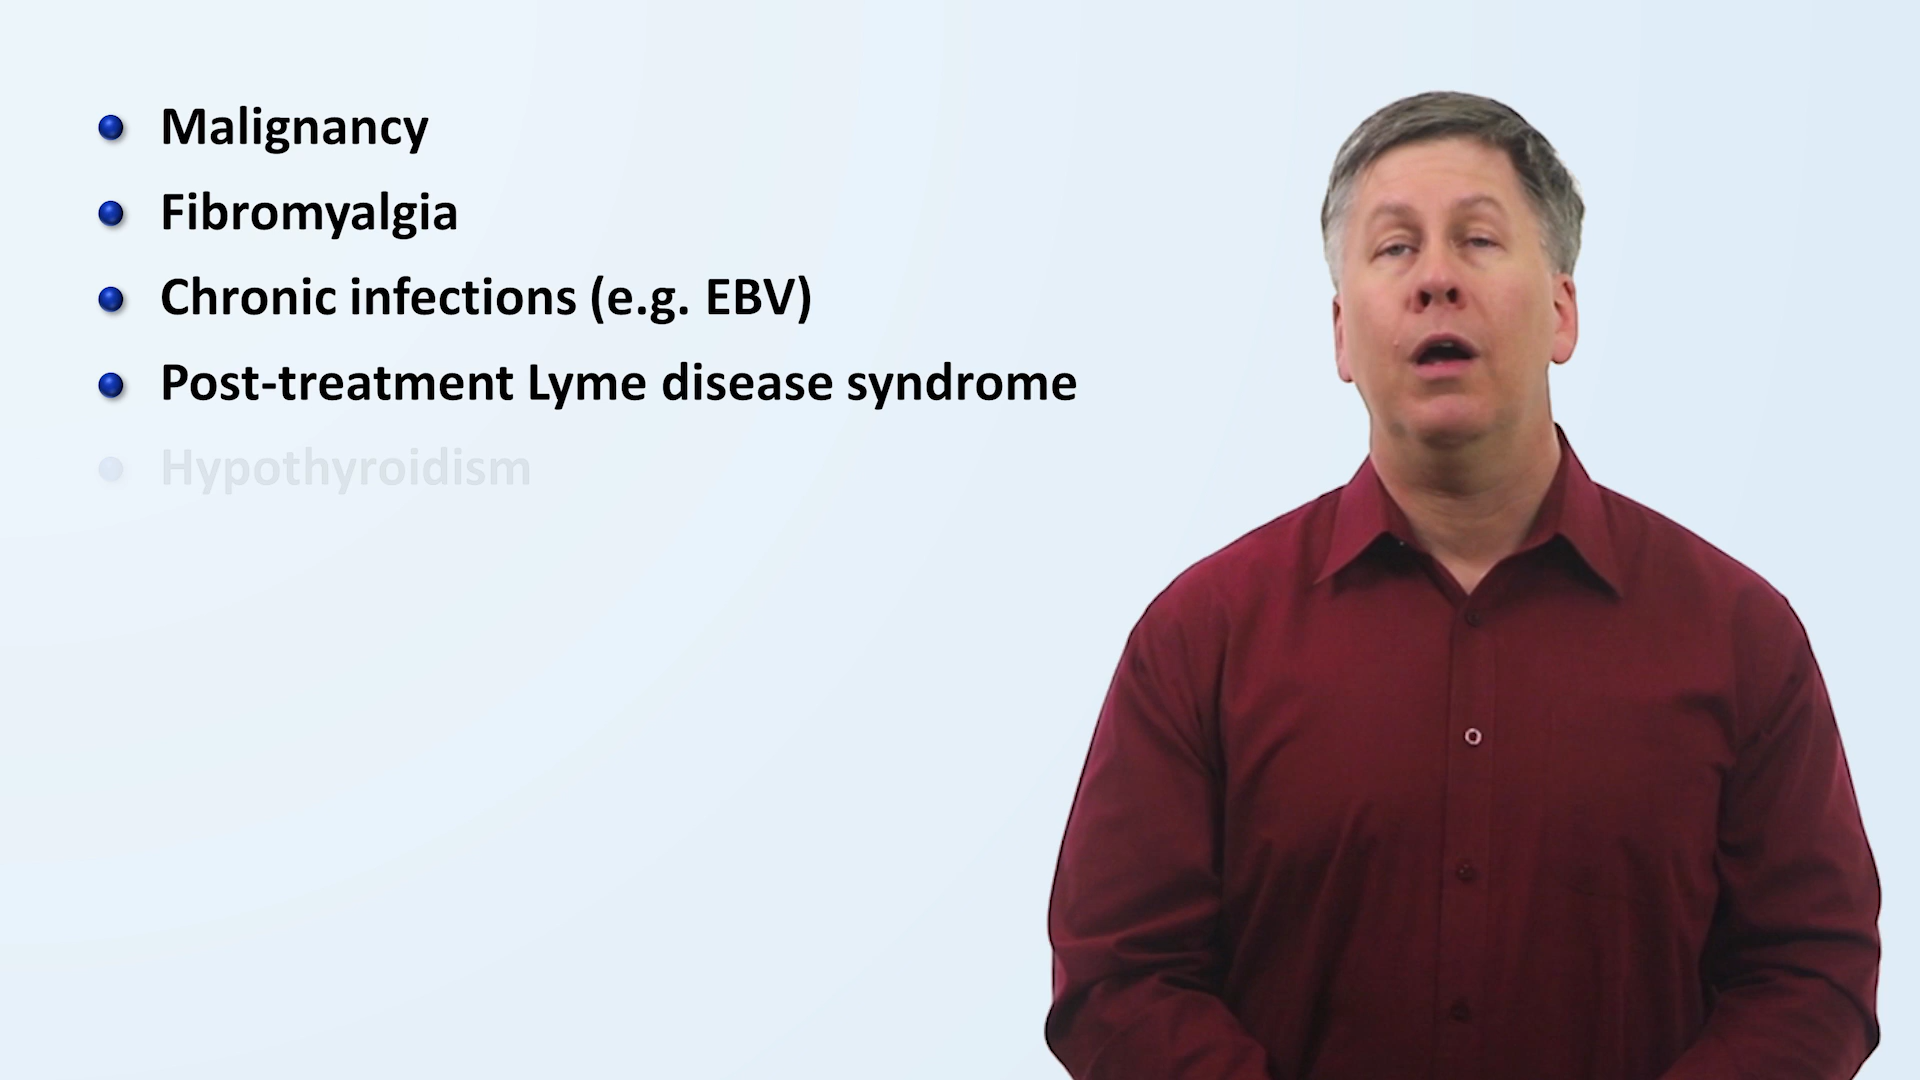 Malignancy
Fibromyalgia
Chronic infections (e.g. EBV)
Post-treatment Lyme disease syndrome
Hypothyroidism